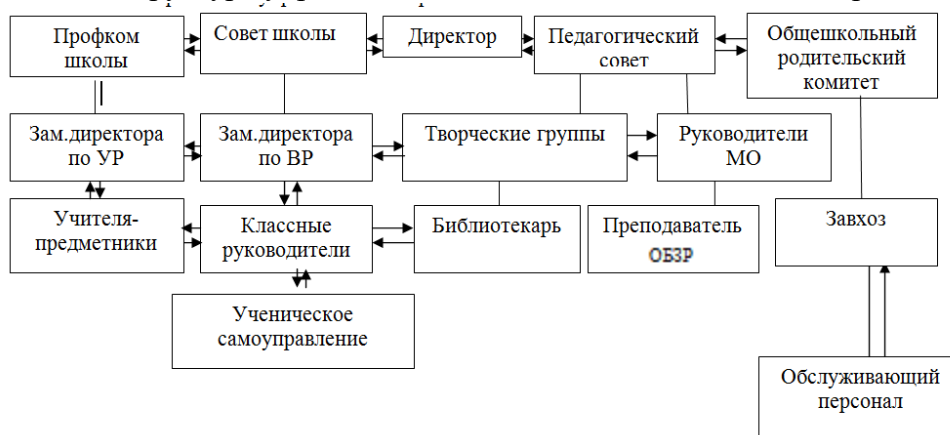 Профком
школы
Совет школы
Директор
Педагогический
совет
Общешкольный
родительский
комитет
Зам.директора
по УР
Зам.директора
по ВР
Творческие группы
Руководители
МО
Учителя-
предметники
Классные
руководители
Библиотекарь
Преподаватель
ОБЗР
Завхоз
Ученическое
самоуправление
Обслуживающий
персонал